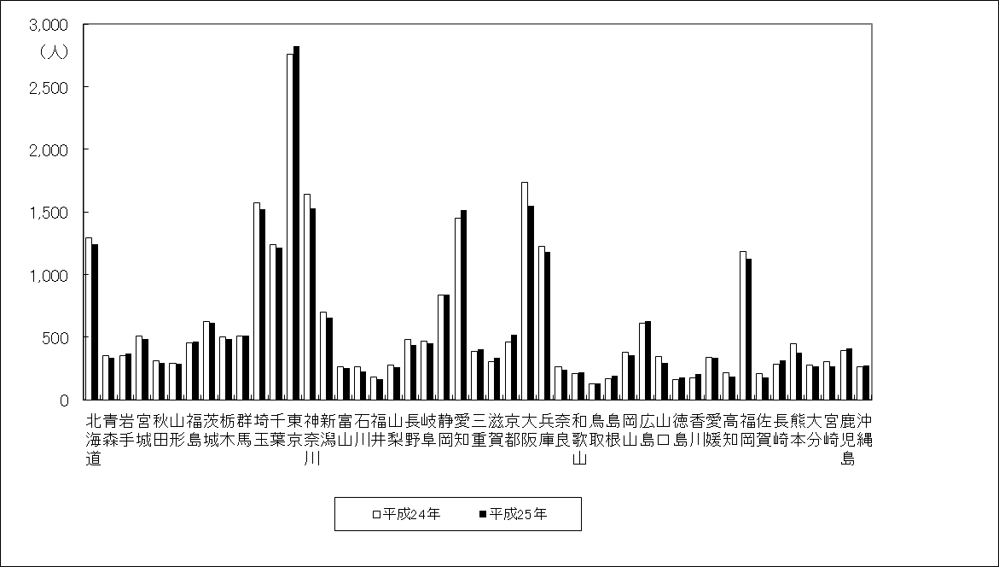 3,000
（人）
2,500
2,000
1,500
1,000
500
0
北海道
青森
岩手
宮城
秋田
山形
福島
茨城
栃木
群馬
埼玉
千葉
東京
神奈川
新潟
富山
石川
福井
山梨
長野
岐阜
静岡
愛知
三重
滋賀
京都
大阪
兵庫
奈良
和歌山
鳥取
島根
岡山
広島
山口
徳島
香川
愛媛
高知
福岡
佐賀
長崎
熊本
大分
宮崎
鹿児島
沖縄
平成24年
平成25年